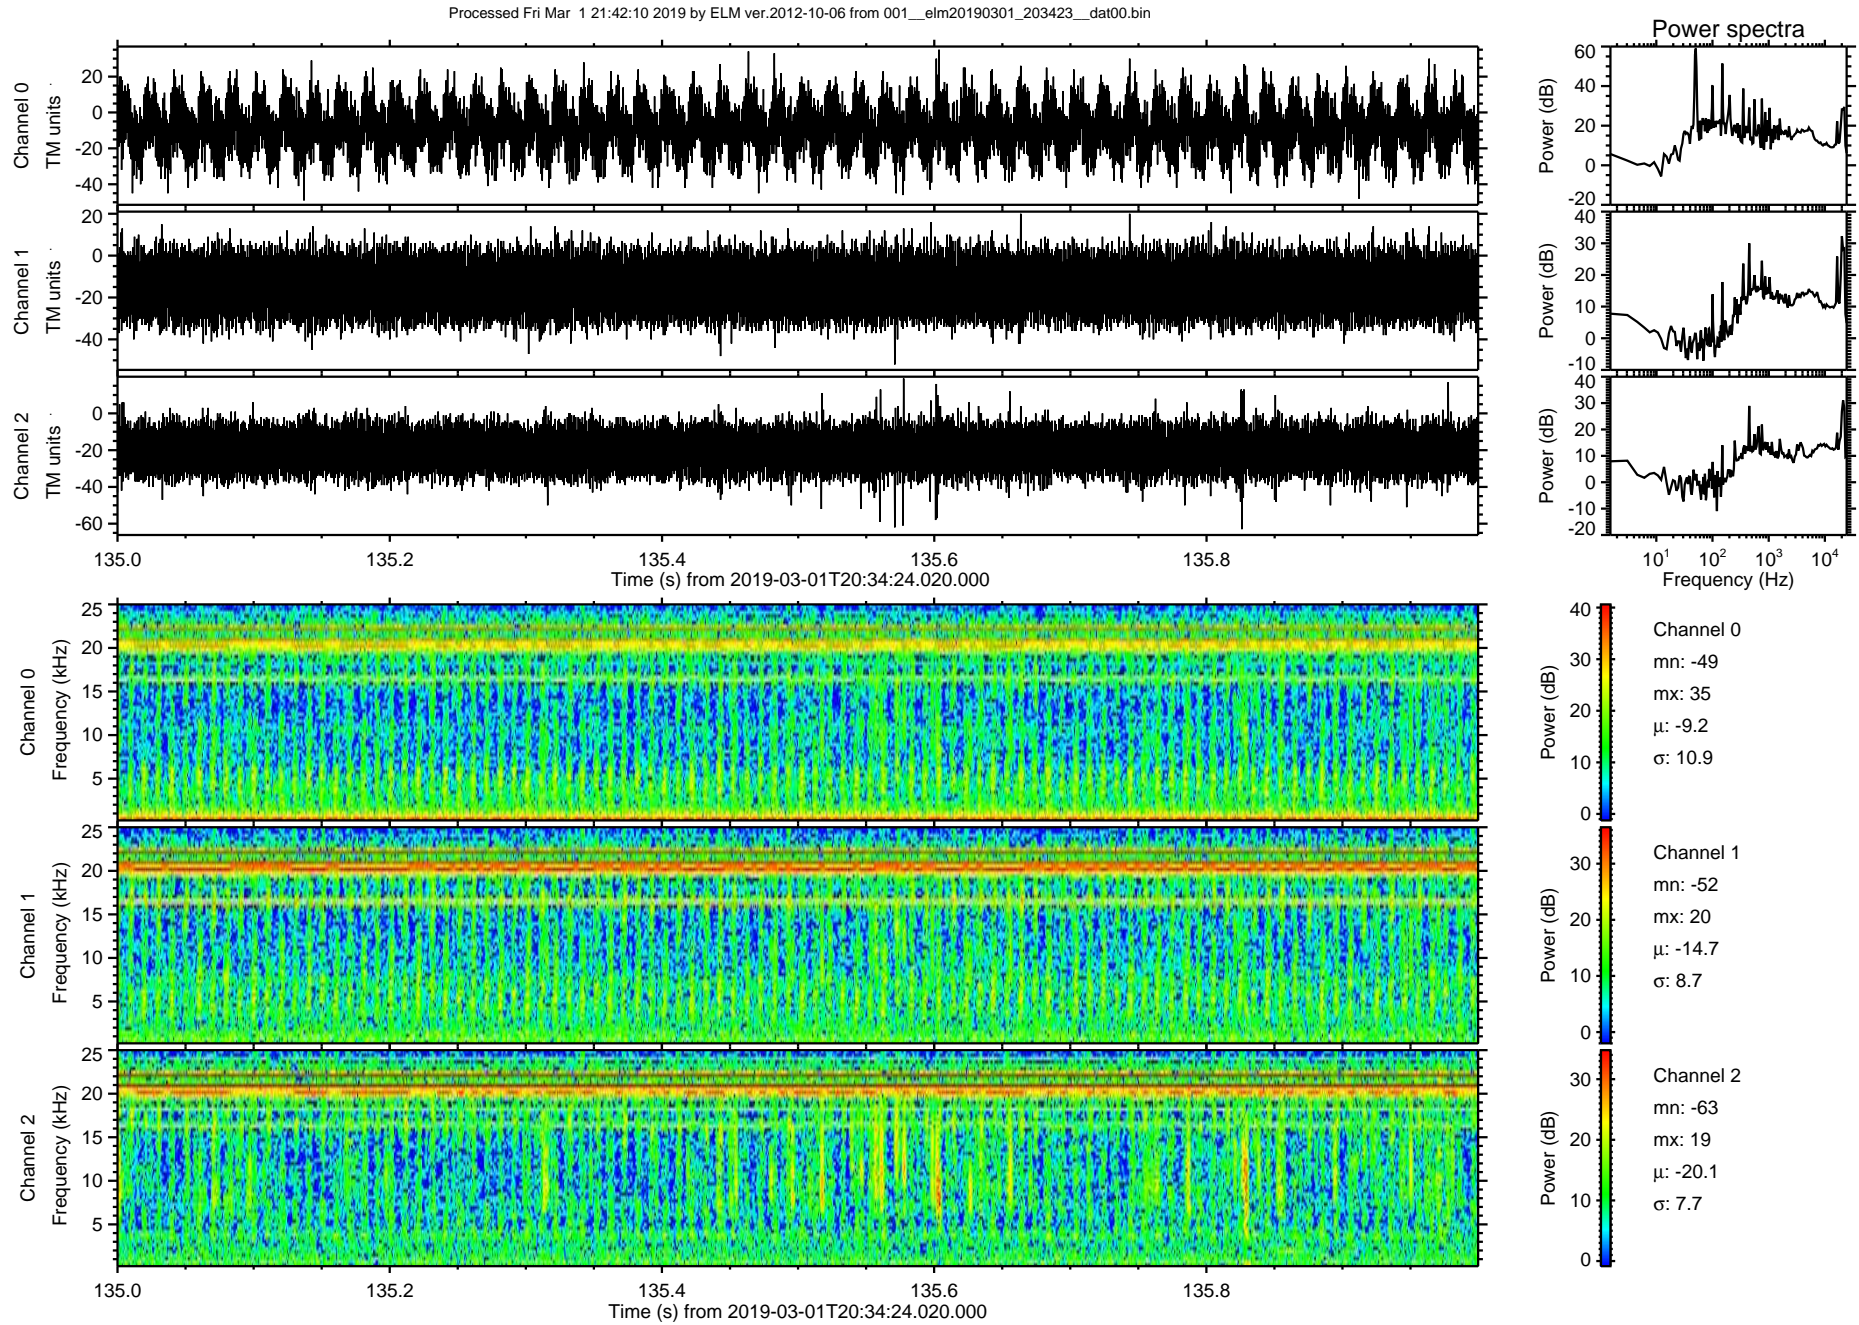 Processed Fri Mar  1 21:42:10 2019 by ELM ver.2012-10-06 from 001__elm20190301_203423__dat00.bin
Power spectra
Channel 0
TM units
20
0
-20
-40
Power (dB)
60
40
20
0
-20
Channel 1
TM units
20
0
-20
-40
Power (dB)
40
30
20
10
0
-10
Channel 2
TM units
0
-20
-40
-60
Power (dB)
40
30
20
10
0
-10
-20
135.0 135.2 135.4 135.6 135.8
Time (s) from 2019-03-01T20:34:24.020.000
10¹ 10² 10³ 10⁴
Frequency (Hz)
Channel 0
Frequency (kHz)
25
20
15
10
5
Power (dB)
40
30
20
10
0
Channel 0
mn: -49
mx: 35
μ: -9.2
σ: 10.9
Channel 1
Frequency (kHz)
25
20
15
10
5
Power (dB)
30
20
10
0
Channel 1
mn: -52
mx: 20
μ: -14.7
σ: 8.7
Channel 2
Frequency (kHz)
25
20
15
10
5
Power (dB)
30
20
10
0
Channel 2
mn: -63
mx: 19
μ: -20.1
σ: 7.7
135.0 135.2 135.4 135.6 135.8
Time (s) from 2019-03-01T20:34:24.020.000